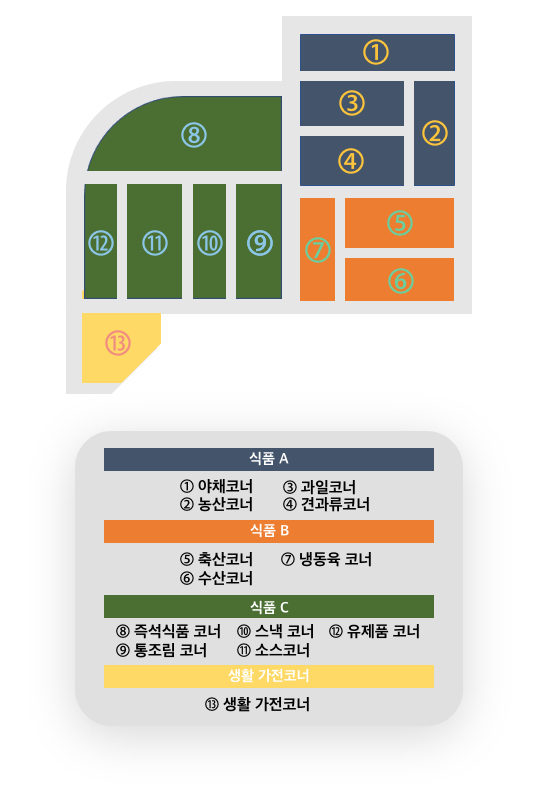 ①
③
②
④
⑧
⑤
⑦
⑥
⑫
⑪
⑩
⑨
⑬
식품 A
① 야채코너 ③ 과일코너
② 농산코너 ④ 견과류코너
식품 B
⑤ 축산코너 ⑦ 냉동육 코너
⑥ 수산코너
식품 C
⑧ 즉석식품 코너 ⑩ 스낵 코너 ⑫ 유제품 코너
⑨ 통조림 코너 ⑪ 소스코너
생활 가전코너
⑬ 생활 가전코너